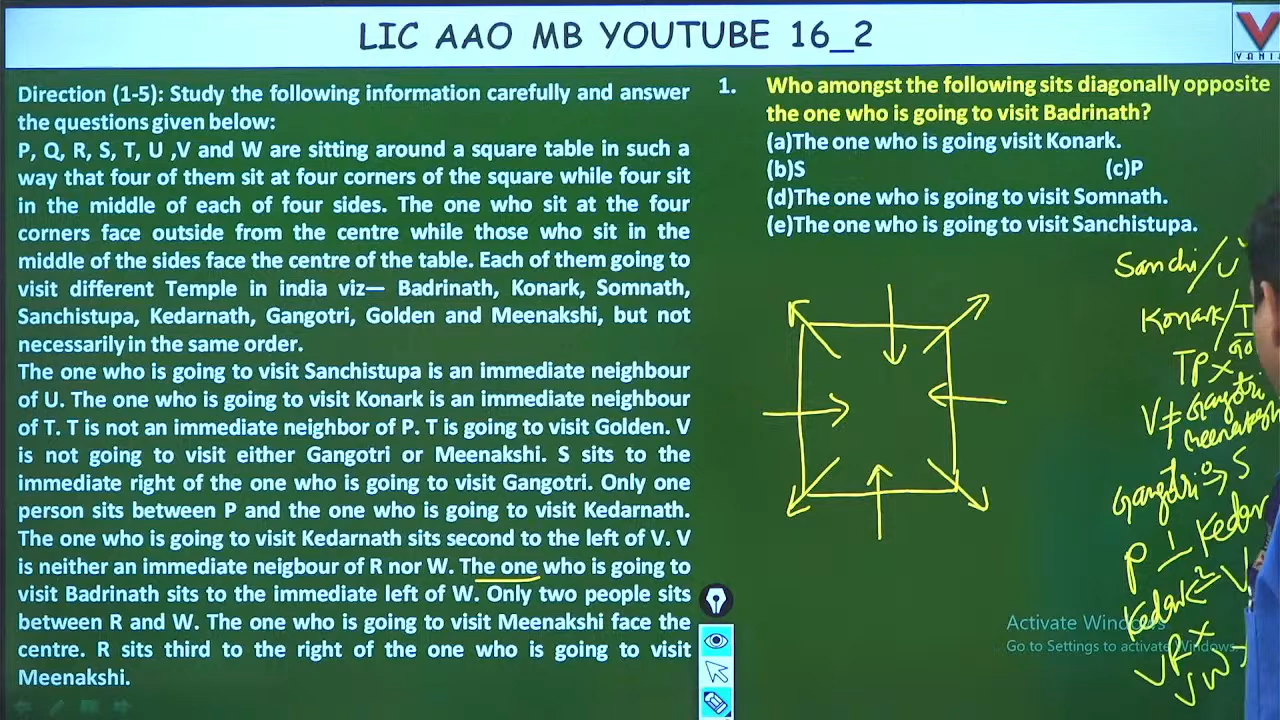 LIC AAO MB YOUTUBE 16_2
VANI
Direction (1-5): Study the following information carefully and answer
the questions given below:
P, Q, R, S, T, U ,V and W are sitting around a square table in such a
way that four of them sit at four corners of the square while four sit
in the middle of each of four sides. The one who sit at the four
corners face outside from the centre while those who sit in the
middle of the sides face the centre of the table. Each of them going to
visit different Temple in india viz— Badrinath, Konark, Somnath,
Sanchistupa, Kedarnath, Gangotri, Golden and Meenakshi, but not
necessarily in the same order.
The one who is going to visit Sanchistupa is an immediate neighbour
of U. The one who is going to visit Konark is an immediate neighbour
of T. T is not an immediate neighbor of P. T is going to visit Golden. V
is not going to visit either Gangotri or Meenakshi. S sits to the
immediate right of the one who is going to visit Gangotri. Only one
person sits between P and the one who is going to visit Kedarnath.
The one who is going to visit Kedarnath sits second to the left of V. V
is neither an immediate neigbour of R nor W. The one who is going to
visit Badrinath sits to the immediate left of W. Only two people sits
between R and W. The one who is going to visit Meenakshi face the
centre. R sits third to the right of the one who is going to visit
Meenakshi.
1. Who amongst the following sits diagonally opposite
the one who is going to visit Badrinath?
(a)The one who is going visit Konark.
(b)S (c)P
(d)The one who is going to visit Somnath.
(e)The one who is going to visit Sanchistupa.
Sanchi/U
Konark/T
Go
TP x
V ≠ Gangotri
meenaksh
Gangotri → S
P 1 Kedar
Kedar 2 V
VR x
VW
Activate Windows
Go to Settings to activate Windows.